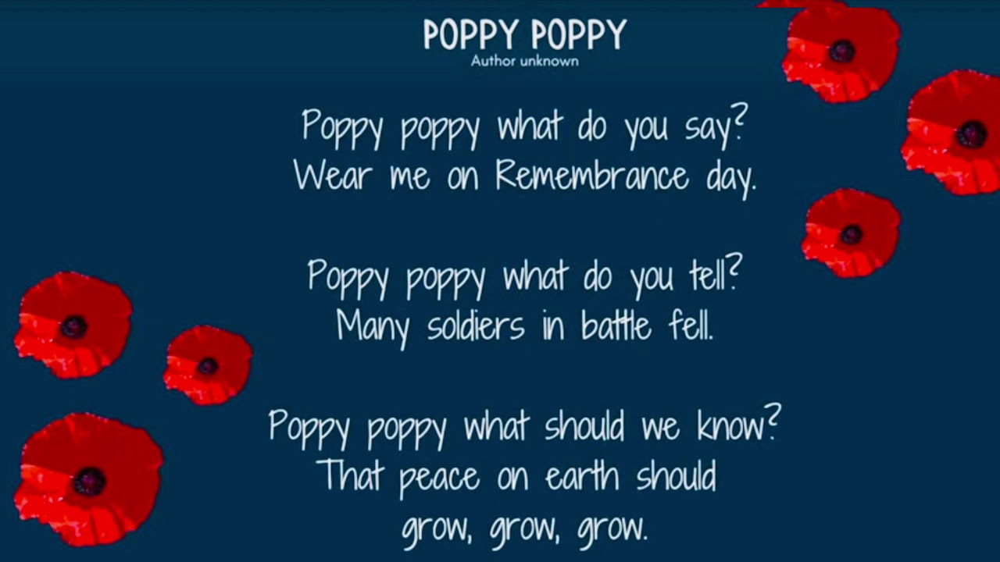 POPPY POPPY
Author unknown
Poppy poppy what do you say?
Wear me on Remembrance day.
Poppy poppy what do you tell?
Many soldiers in battle fell.
Poppy poppy what should we know?
That peace on earth should
grow, grow, grow.